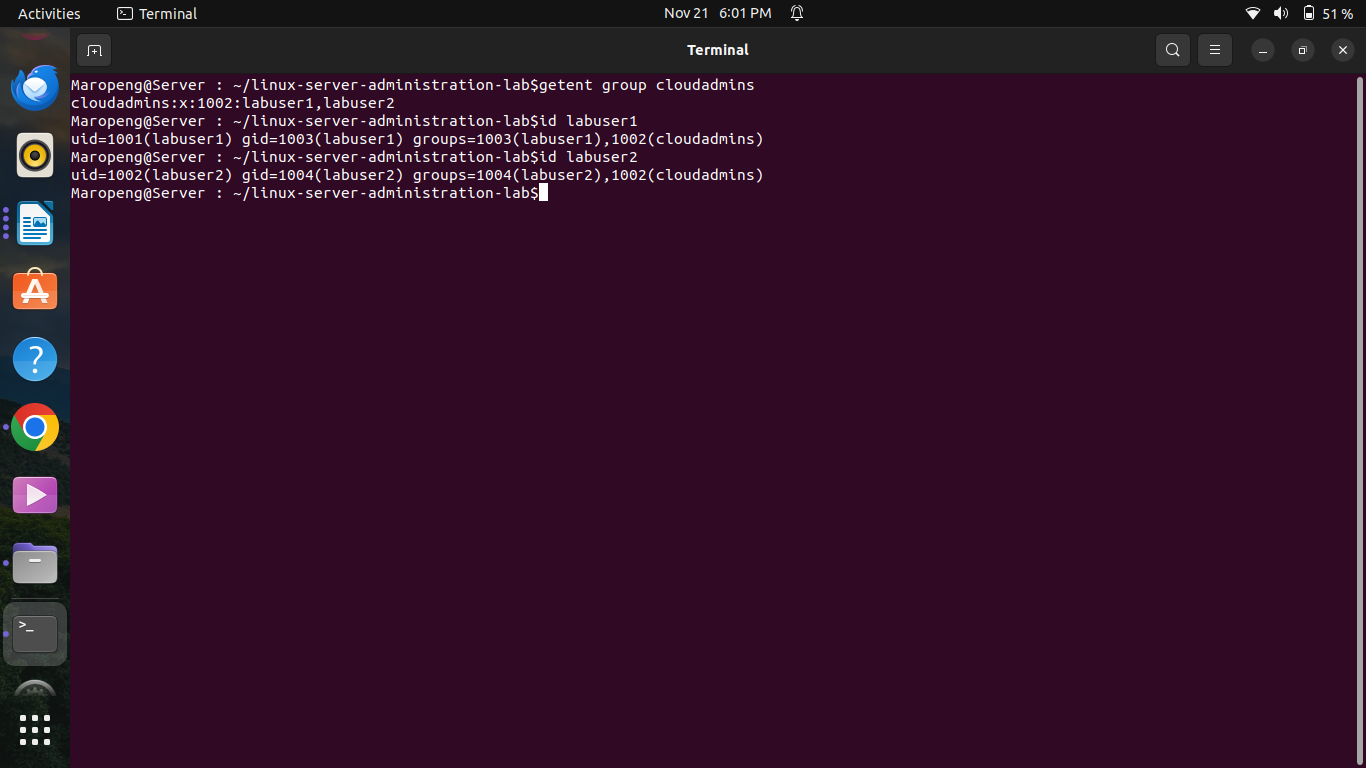 Activities Terminal Nov 21 6:01 PM 51 %
Terminal
Maropeng@Server : ~/linux-server-administration-lab$getent group cloudadmins
cloudadmins:x:1002:labuser1,labuser2
Maropeng@Server : ~/linux-server-administration-lab$id labuser1
uid=1001(labuser1) gid=1003(labuser1) groups=1003(labuser1),1002(cloudadmins)
Maropeng@Server : ~/linux-server-administration-lab$id labuser2
uid=1002(labuser2) gid=1004(labuser2) groups=1004(labuser2),1002(cloudadmins)
Maropeng@Server : ~/linux-server-administration-lab$